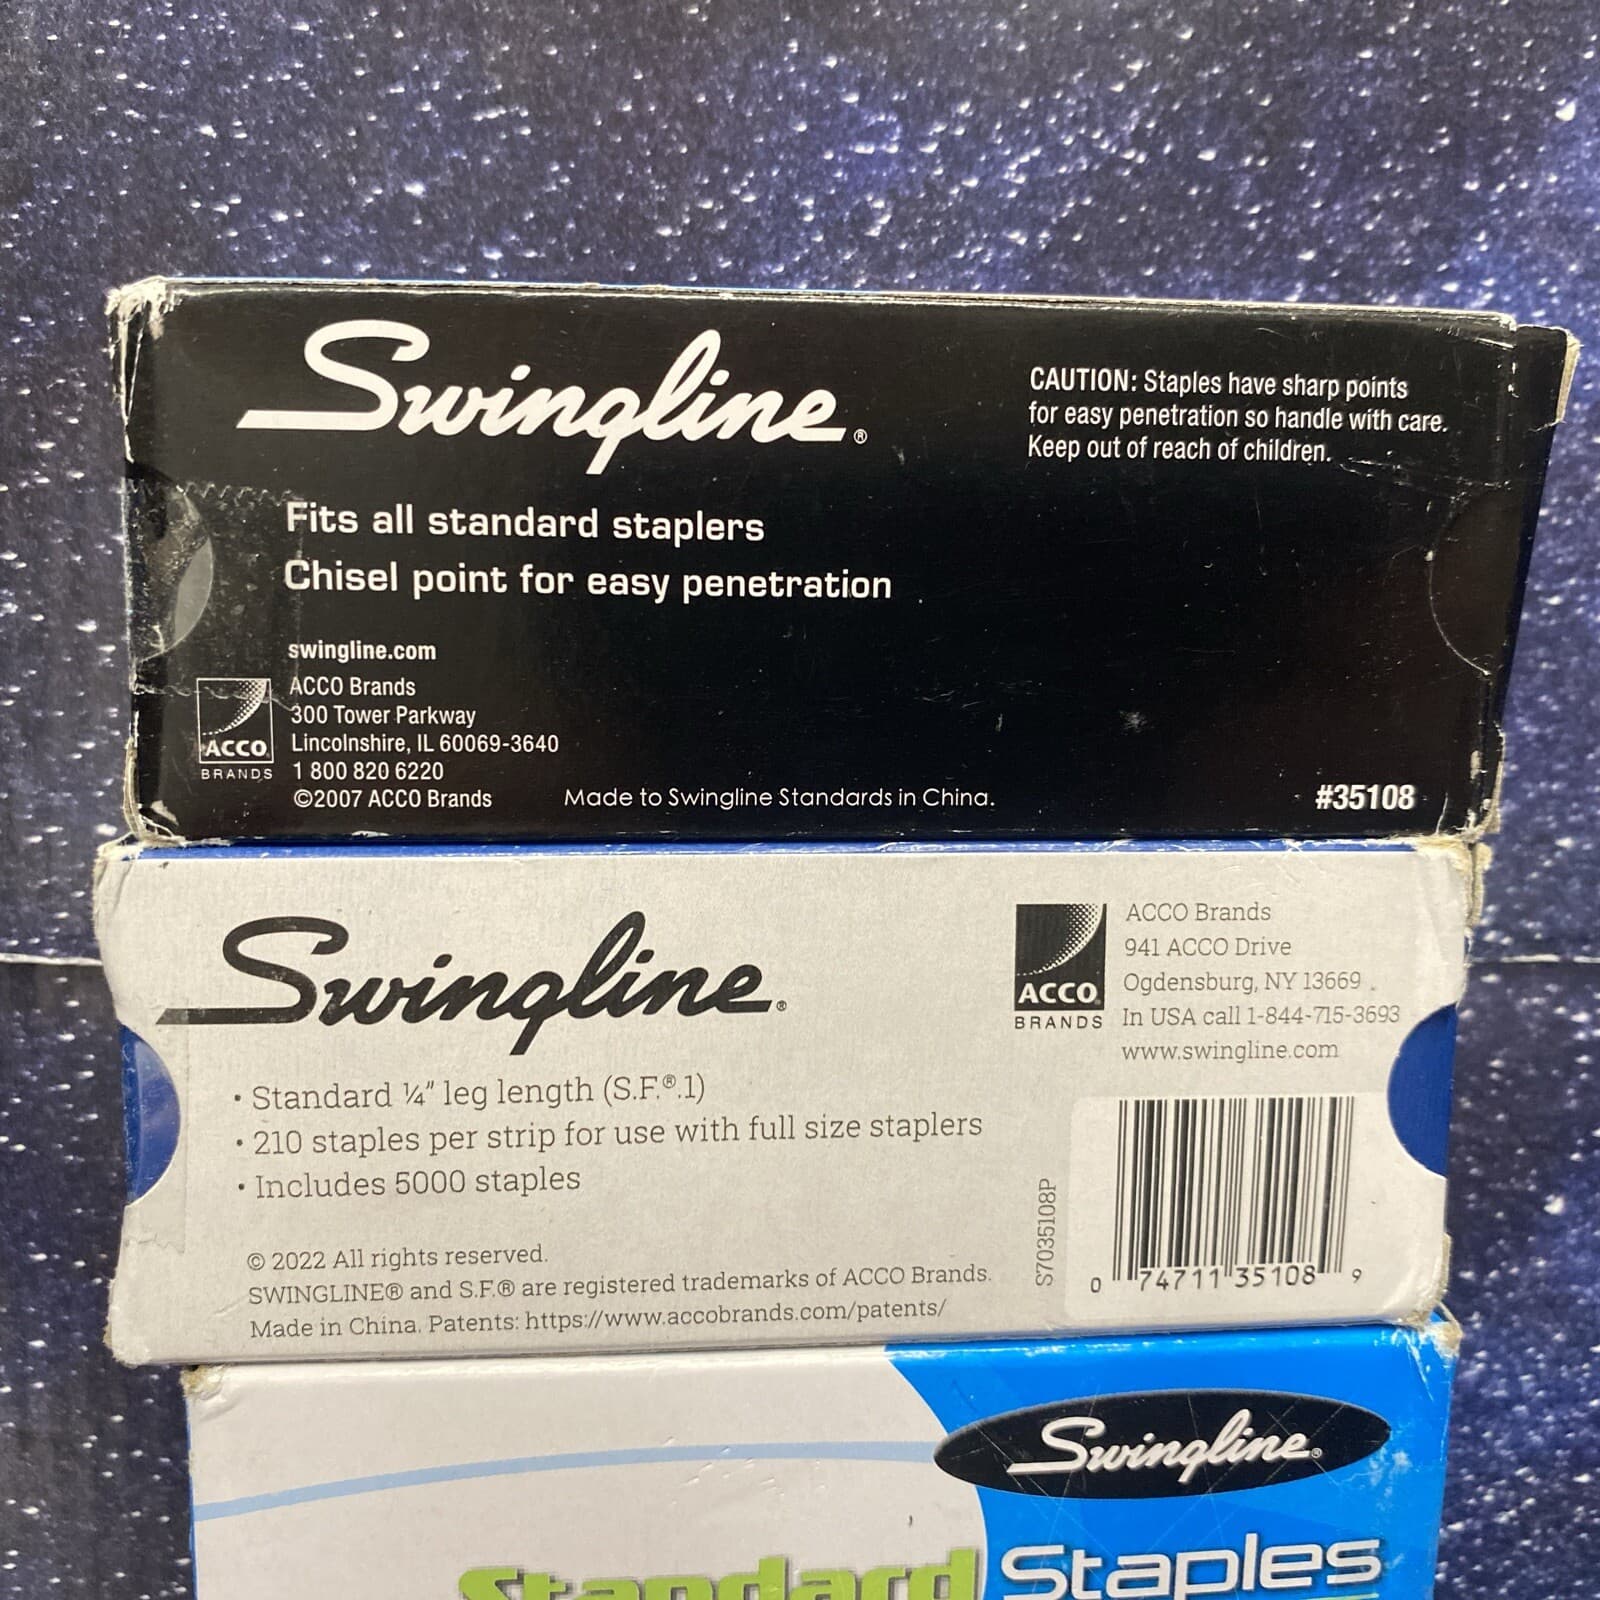 Swingline®
CAUTION: Staples have sharp points
for easy penetration so handle with care.
Keep out of reach of children.
Fits all standard staplers
Chisel point for easy penetration
swingline.com
ACCO
BRANDS
ACCO Brands
300 Tower Parkway
Lincolnshire, IL 60069-3640
1 800 820 6220
©2007 ACCO Brands
Made to Swingline Standards in China.
#35108
Swingline®
ACCO
BRANDS
ACCO Brands
941 ACCO Drive
Ogdensburg, NY 13669
In USA call 1-844-715-3693
www.swingline.com
• Standard ¼" leg length (S.F.®.1)
• 210 staples per strip for use with full size staplers
• Includes 5000 staples
© 2022 All rights reserved.
SWINGLINE® and S.F.® are registered trademarks of ACCO Brands.
Made in China. Patents: https://www.accobrands.com/patents/
S7035108P
0 74711 35108 9
Swingline®
Standard Staples